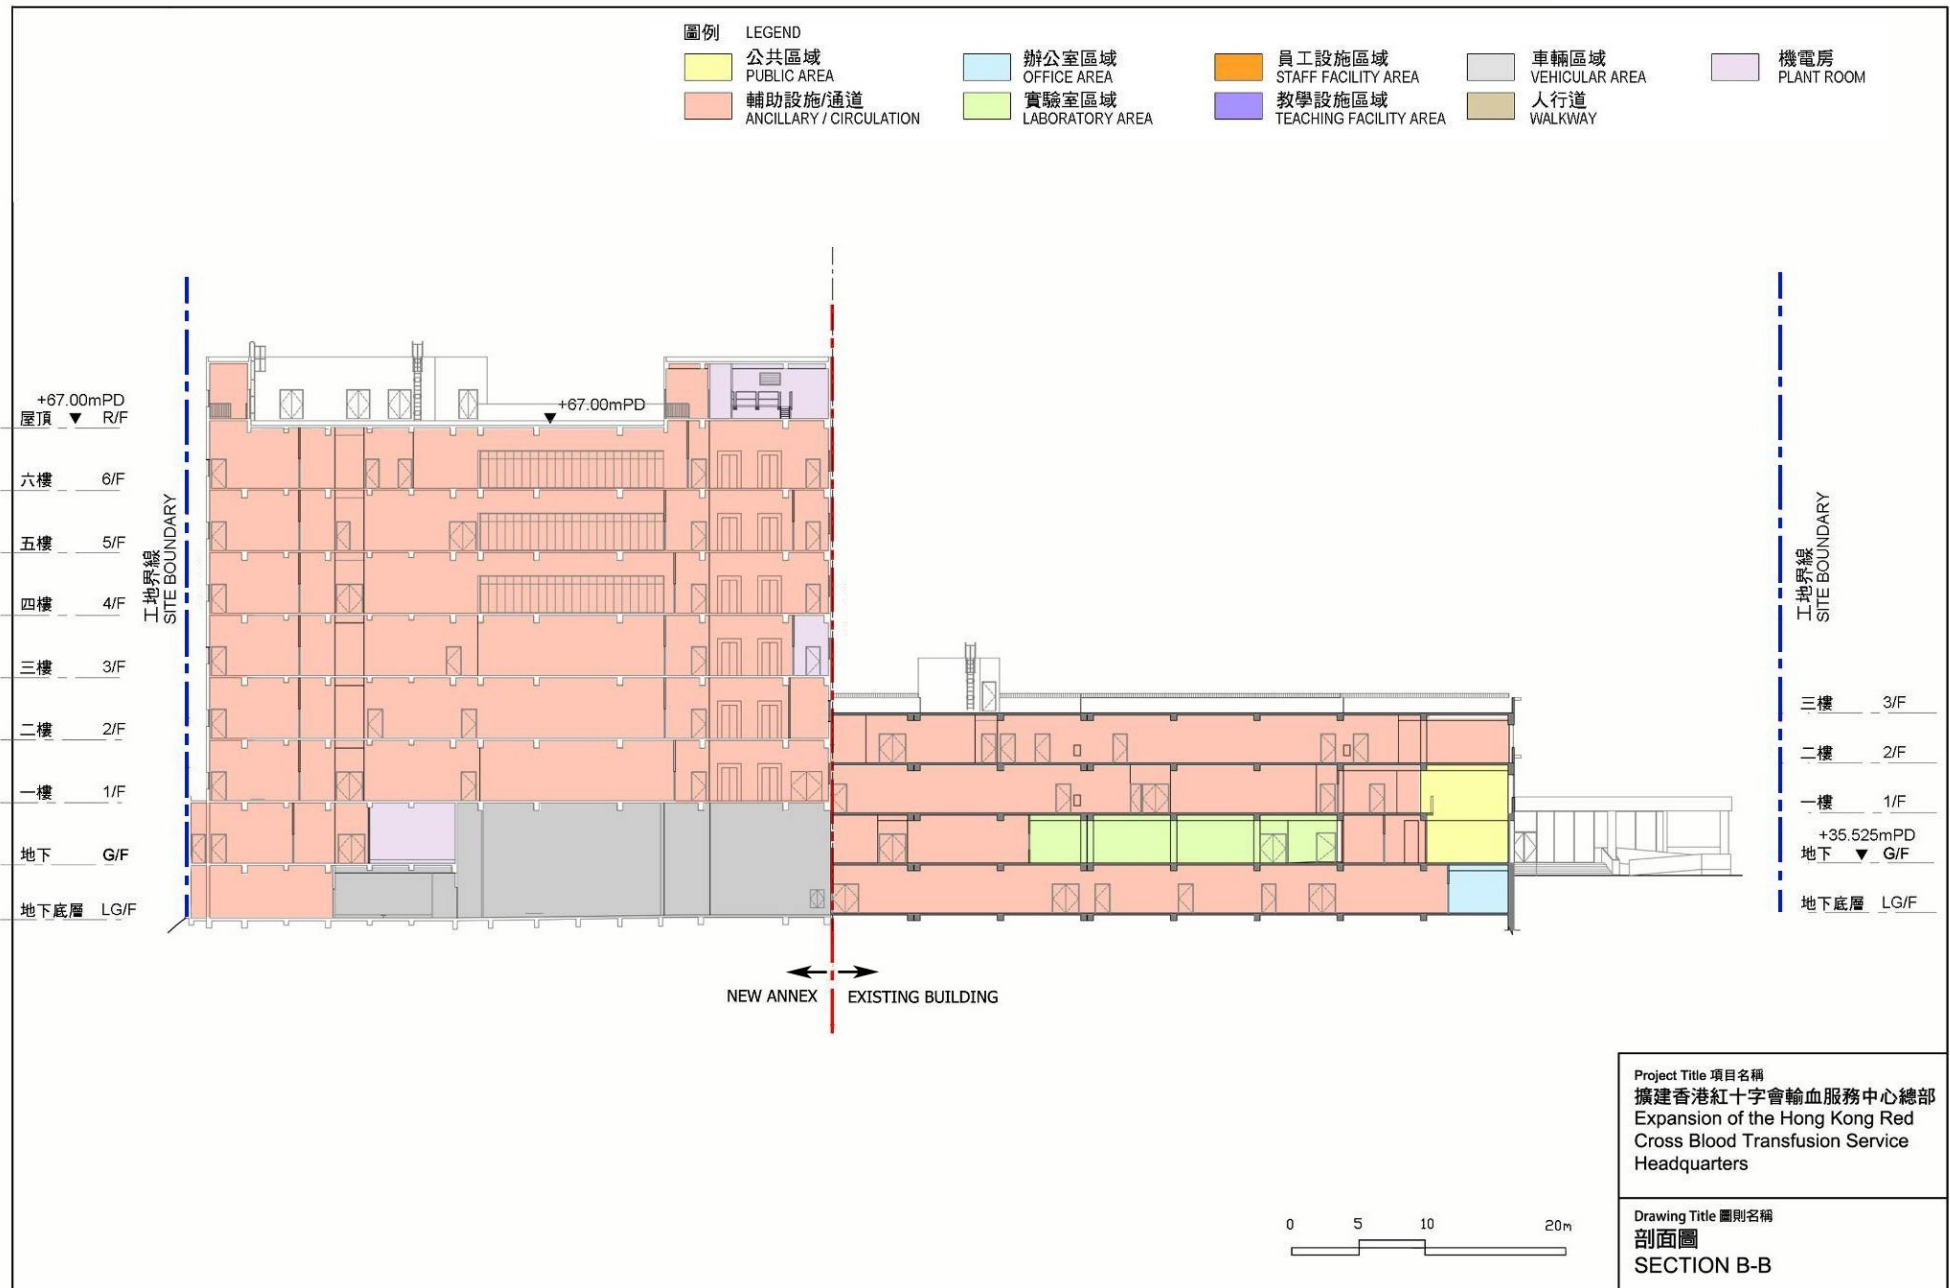 圖例 LEGEND
公共區域
PUBLIC AREA
輔助設施/通道
ANCILLARY / CIRCULATION
辦公室區域
OFFICE AREA
實驗室區域
LABORATORY AREA
員工設施區域
STAFF FACILITY AREA
教學設施區域
TEACHING FACILITY AREA
車輛區域
VEHICULAR AREA
人行道
WALKWAY
機電房
PLANT ROOM
+67.00mPD
屋頂 ▼ R/F
六樓 6/F
五樓 5/F
四樓 4/F
三樓 3/F
二樓 2/F
一樓 1/F
地下 G/F
地下底層 LG/F
工地界線
SITE BOUNDARY
+67.00mPD
工地界線
SITE BOUNDARY
三樓 3/F
二樓 2/F
一樓 1/F
+35.525mPD
地下 ▼ G/F
地下底層 LG/F
NEW ANNEX EXISTING BUILDING
0 5 10 20m
Project Title 項目名稱
擴建香港紅十字會輸血服務中心總部
Expansion of the Hong Kong Red
Cross Blood Transfusion Service
Headquarters
Drawing Title 圖則名稱
剖面圖
SECTION B-B